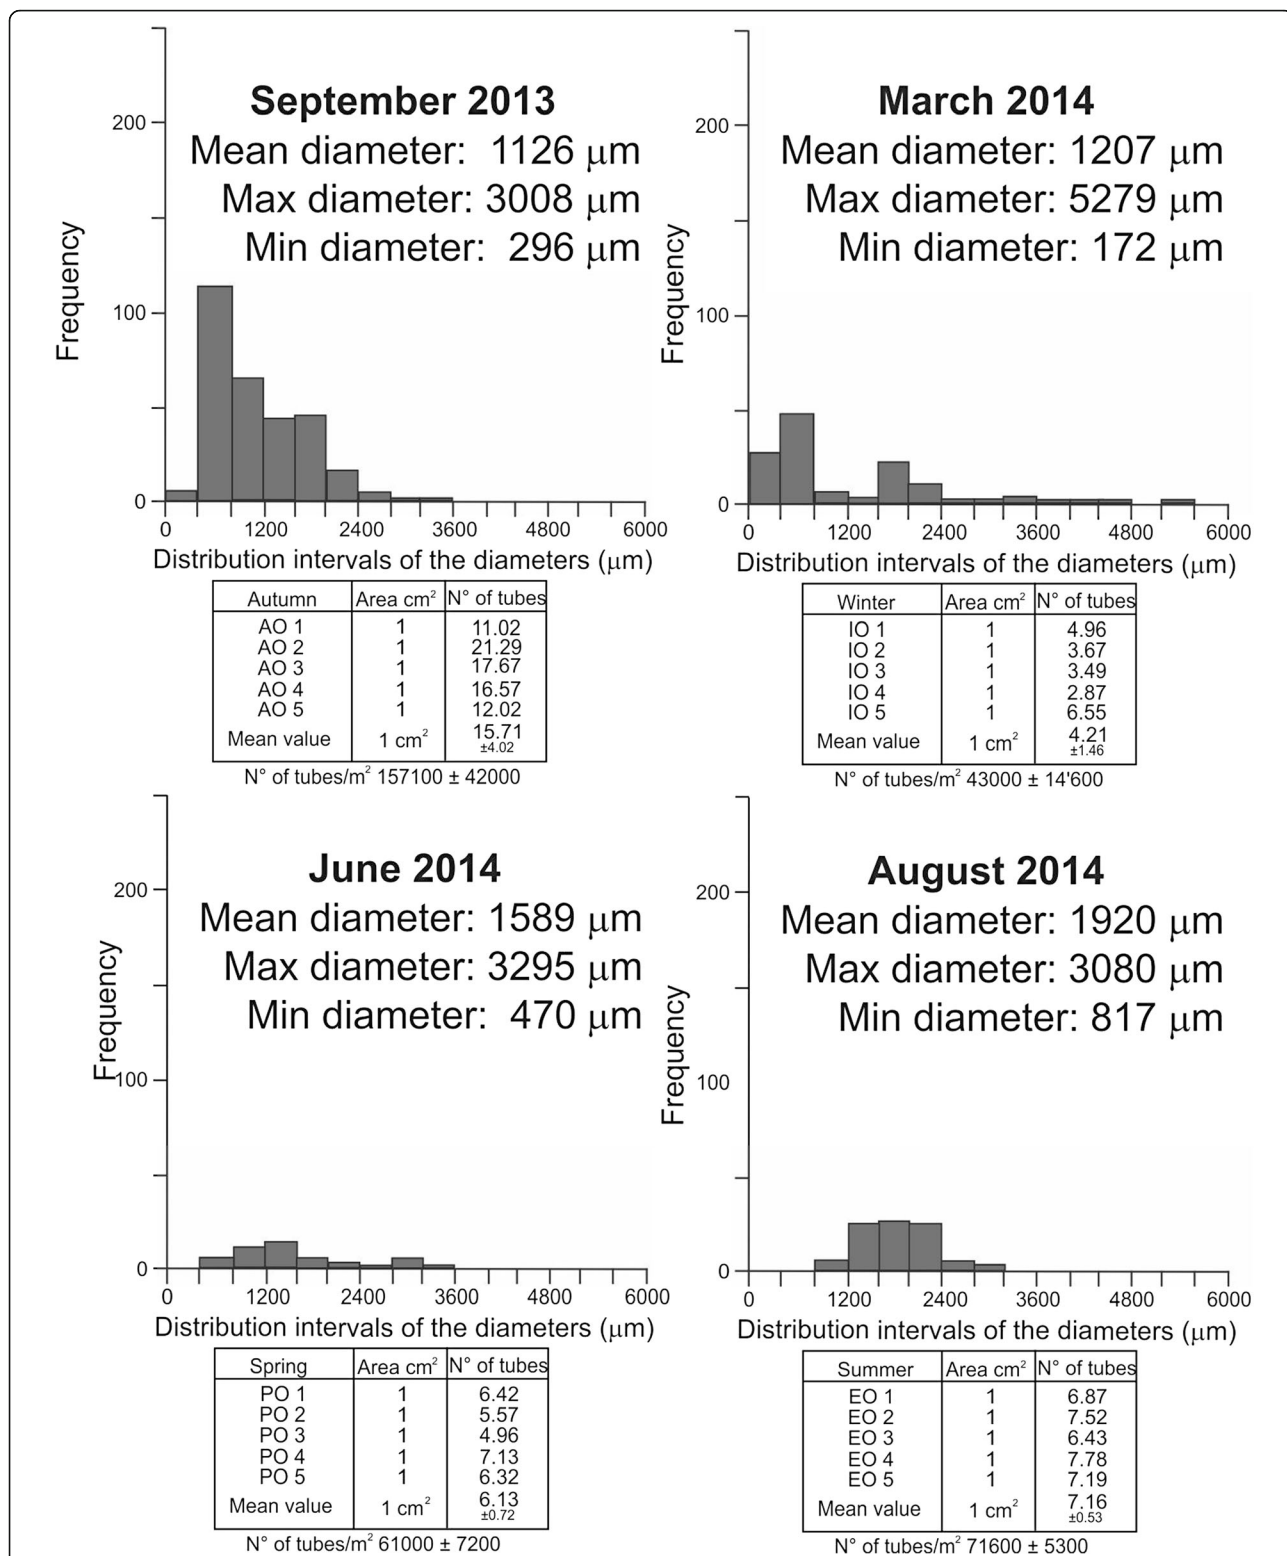 September 2013
Mean diameter: 1126 μm
Max diameter: 3008 μm
Min diameter: 296 μm
Frequency
200
100
0
0 1200 2400 3600 4800 6000
Distribution intervals of the diameters (μm)
Autumn Area cm² N° of tubes
AO 1 1 11.02
AO 2 1 21.29
AO 3 1 17.67
AO 4 1 16.57
AO 5 1 12.02
Mean value 1 cm² 15.71
±4.02
N° of tubes/m² 157100 ± 42000
March 2014
Mean diameter: 1207 μm
Max diameter: 5279 μm
Min diameter: 172 μm
Frequency
200
100
0
0 1200 2400 3600 4800 6000
Distribution intervals of the diameters (μm)
Winter Area cm² N° of tubes
IO 1 1 4.96
IO 2 1 3.67
IO 3 1 3.49
IO 4 1 2.87
IO 5 1 6.55
Mean value 1 cm² 4.21
±1.46
N° of tubes/m² 43000 ± 14'600
June 2014
Mean diameter: 1589 μm
Max diameter: 3295 μm
Min diameter: 470 μm
Frequency
200
100
0
0 1200 2400 3600 4800 6000
Distribution intervals of the diameters (μm)
Spring Area cm² N° of tubes
PO 1 1 6.42
PO 2 1 5.57
PO 3 1 4.96
PO 4 1 7.13
PO 5 1 6.32
Mean value 1 cm² 6.13
±0.72
N° of tubes/m² 61000 ± 7200
August 2014
Mean diameter: 1920 μm
Max diameter: 3080 μm
Min diameter: 817 μm
Frequency
200
100
0
0 1200 2400 3600 4800 6000
Distribution intervals of the diameters (μm)
Summer Area cm² N° of tubes
EO 1 1 6.87
EO 2 1 7.52
EO 3 1 6.43
EO 4 1 7.78
EO 5 1 7.19
Mean value 1 cm² 7.16
±0.53
N° of tubes/m² 71600 ± 5300